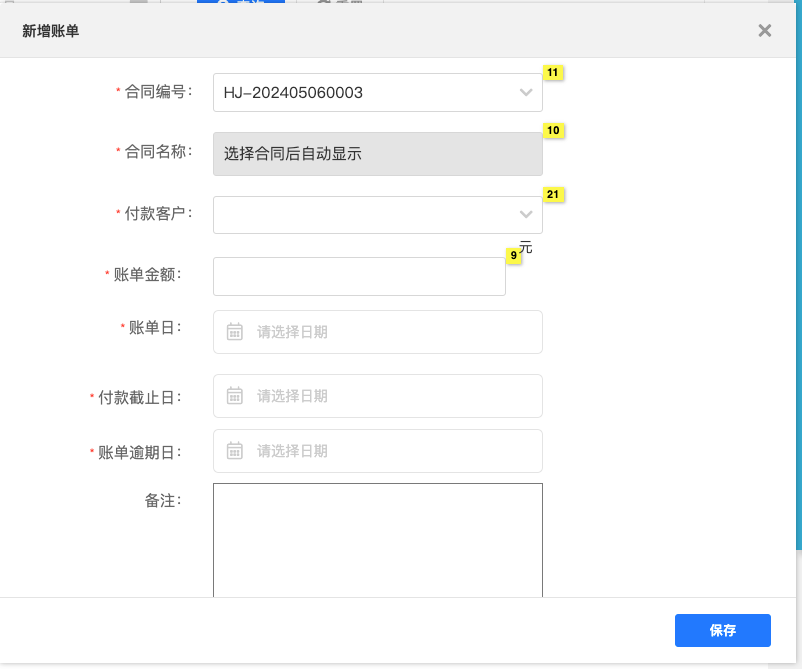 新增账单
×
* 合同编号:
HJ-202405060003
11
* 合同名称:
选择合同后自动显示
10
* 付款客户:
21
元
* 账单金额:
9
* 账单日:
请选择日期
* 付款截止日:
请选择日期
* 账单逾期日:
请选择日期
备注:
保存